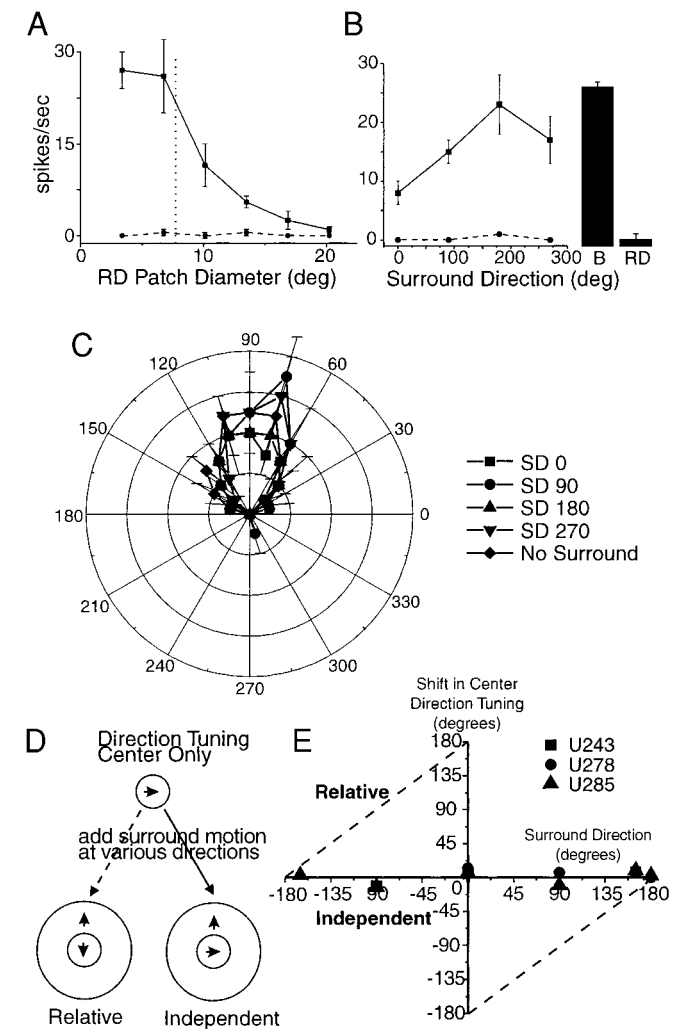 A
B
30
15
0
spikes/sec
0
10
20
RD Patch Diameter (deg)
30
20
10
0
0
100
200
300
B
RD
Surround Direction (deg)
C
90
120
60
150
30
180
0
210
330
240
300
270
SD 0
SD 90
SD 180
SD 270
No Surround
D
Direction Tuning
Center Only
add surround motion
at various directions
Relative
Independent
E
Shift in Center
Direction Tuning
(degrees)
180
135
90
45
0
-45
-90
-135
-180
U243
U278
U285
Relative
Surround Direction
(degrees)
-180 -135 90 -45 45 90 135 -180
Independent